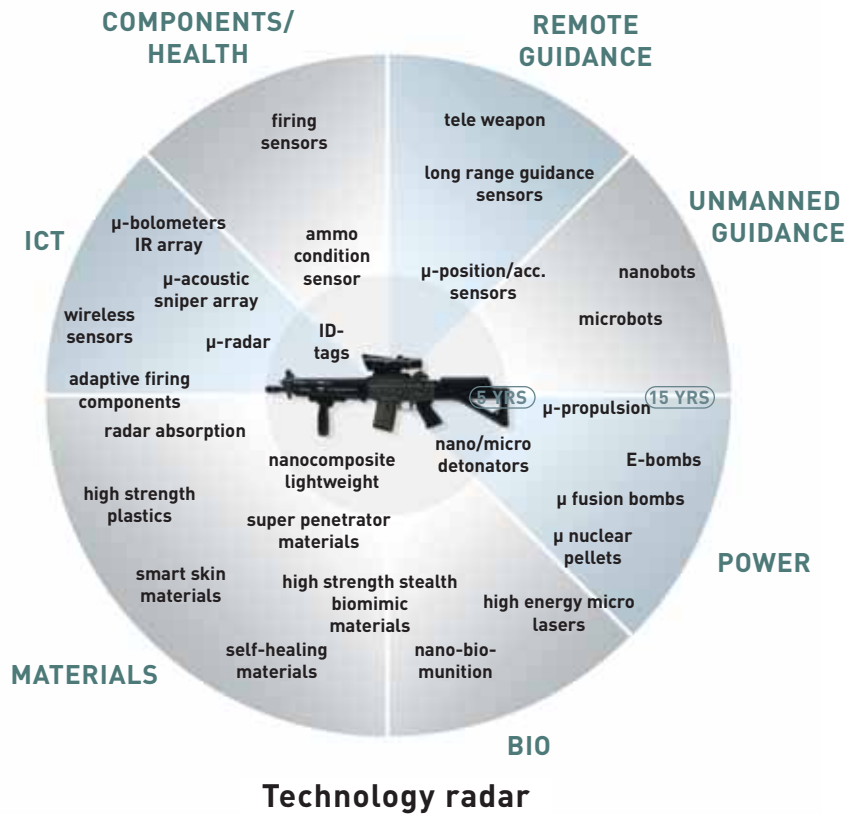 COMPONENTS/
HEALTH
REMOTE
GUIDANCE
firing
sensors
tele weapon
long range guidance
sensors
UNMANNED
GUIDANCE
ICT
µ-bolometers
IR array
ammo
condition
sensor
µ-position/acc.
sensors
nanobots
µ-acoustic
sniper array
microbots
wireless
sensors
µ-radar
ID-
tags
adaptive firing
components
5 YRS
15 YRS
µ-propulsion
radar absorption
nano/micro
detonators
nanocomposite
lightweight
E-bombs
high strength
plastics
µ fusion bombs
super penetrator
materials
µ nuclear
pellets
POWER
smart skin
materials
high strength stealth
biomimic
materials
high energy micro
lasers
self-healing
materials
nano-bio-
munition
MATERIALS
BIO
Technology radar